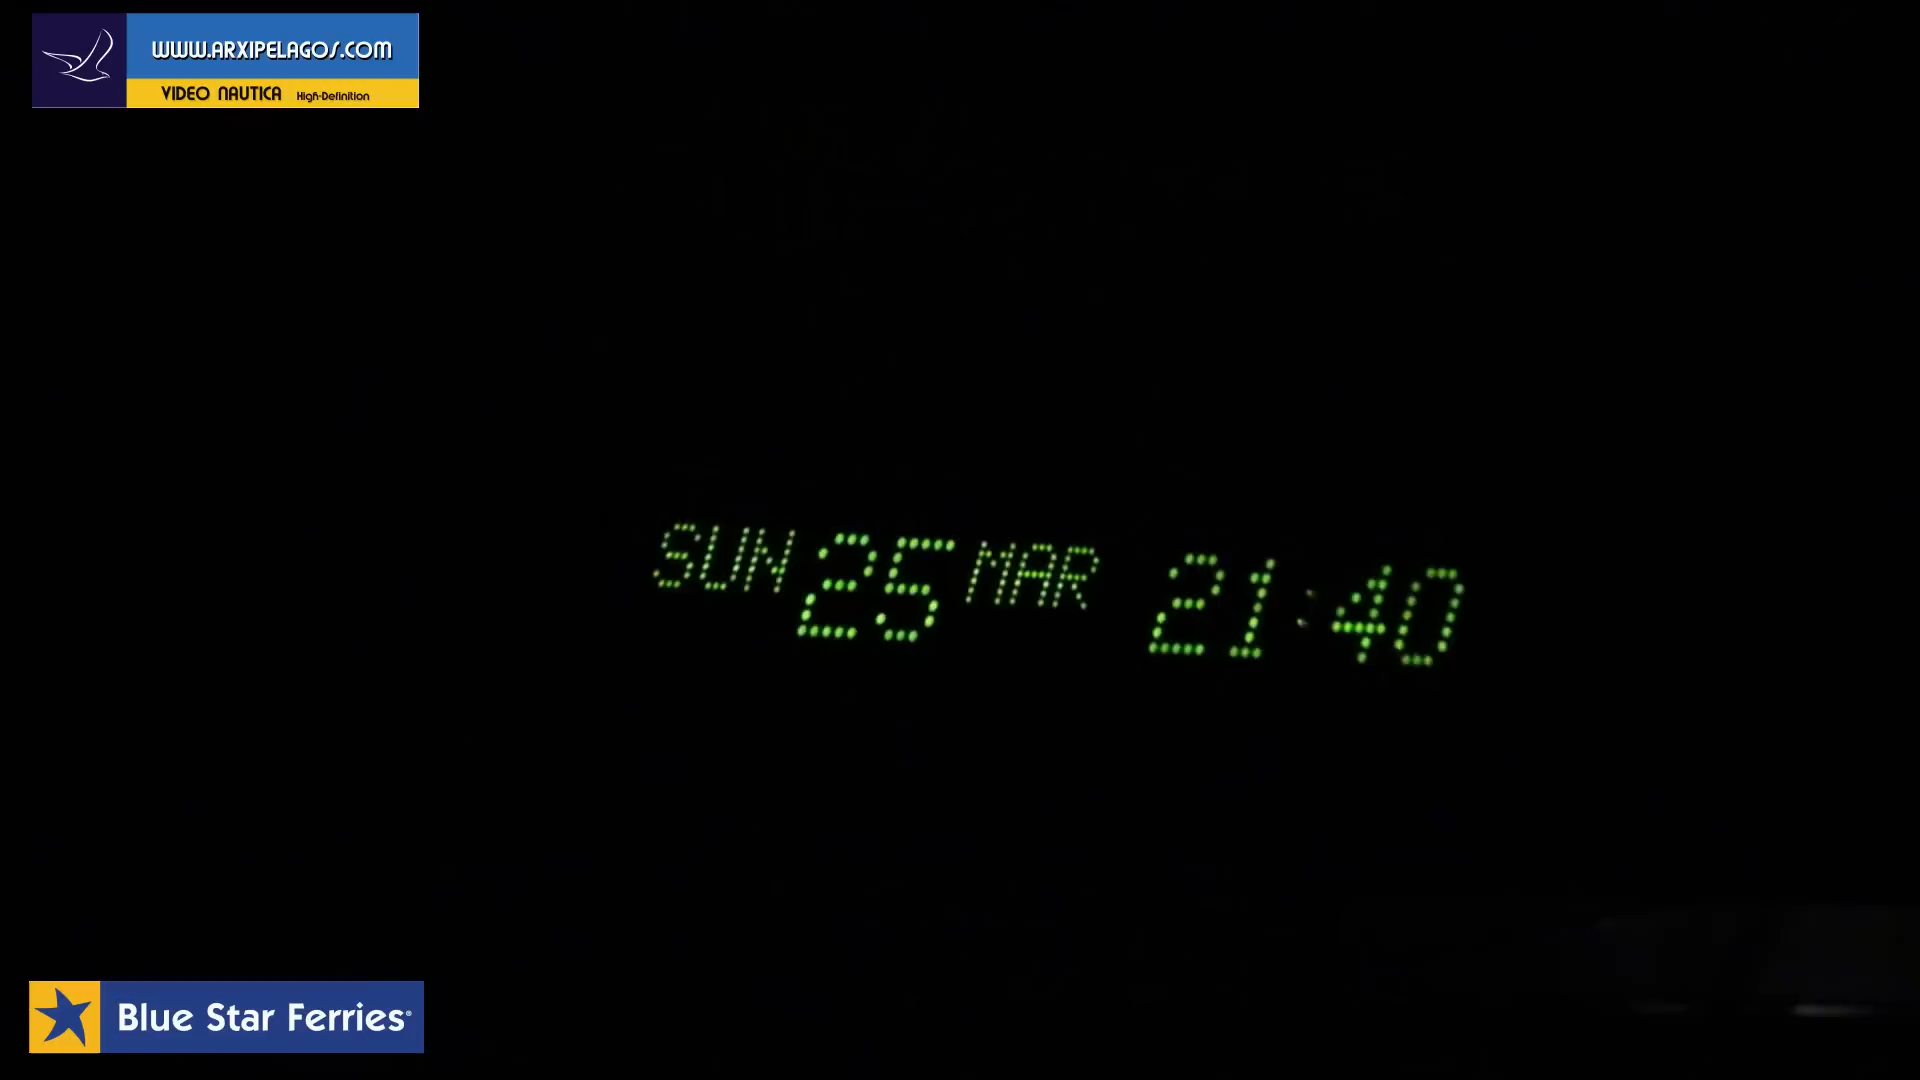 WWW.ARXIPELAGOS.COM
VIDEO NAUTICA High-Definition
SUN 25 MAR 21:40
Blue Star Ferries®